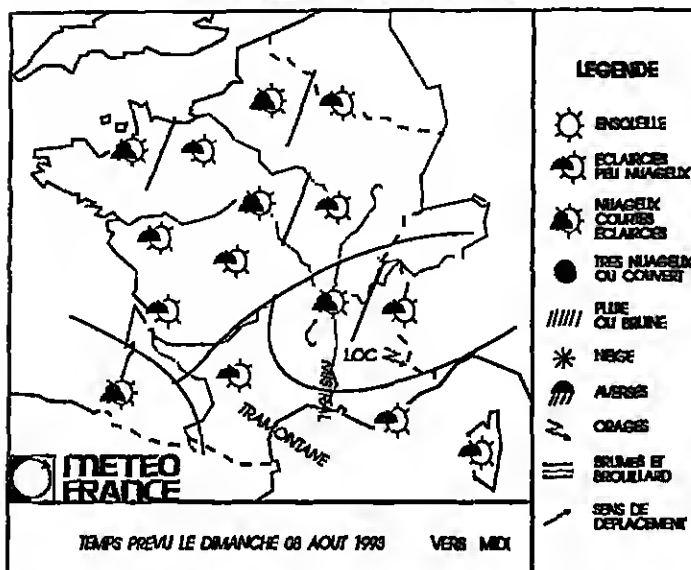 LOC
MISTRAL
TRAMONTANE
METEO
FRANCE
TEMPS PREVU LE DIMANCHE 08 AOUT 1993 VERS MIDI
LEGENDE
ENSOLEILLE
ECLAIRCIES
PEU NUAGEUX
NUAGEUX
COURTES
ECLAIRCIES
TRES NUAGEUX
OU COUVERT
PLUIE
OU BRUINE
NEIGE
AVERSES
ORAGES
BRUMES ET
BROUILLARD
SENS DE
DEPLACEMENT